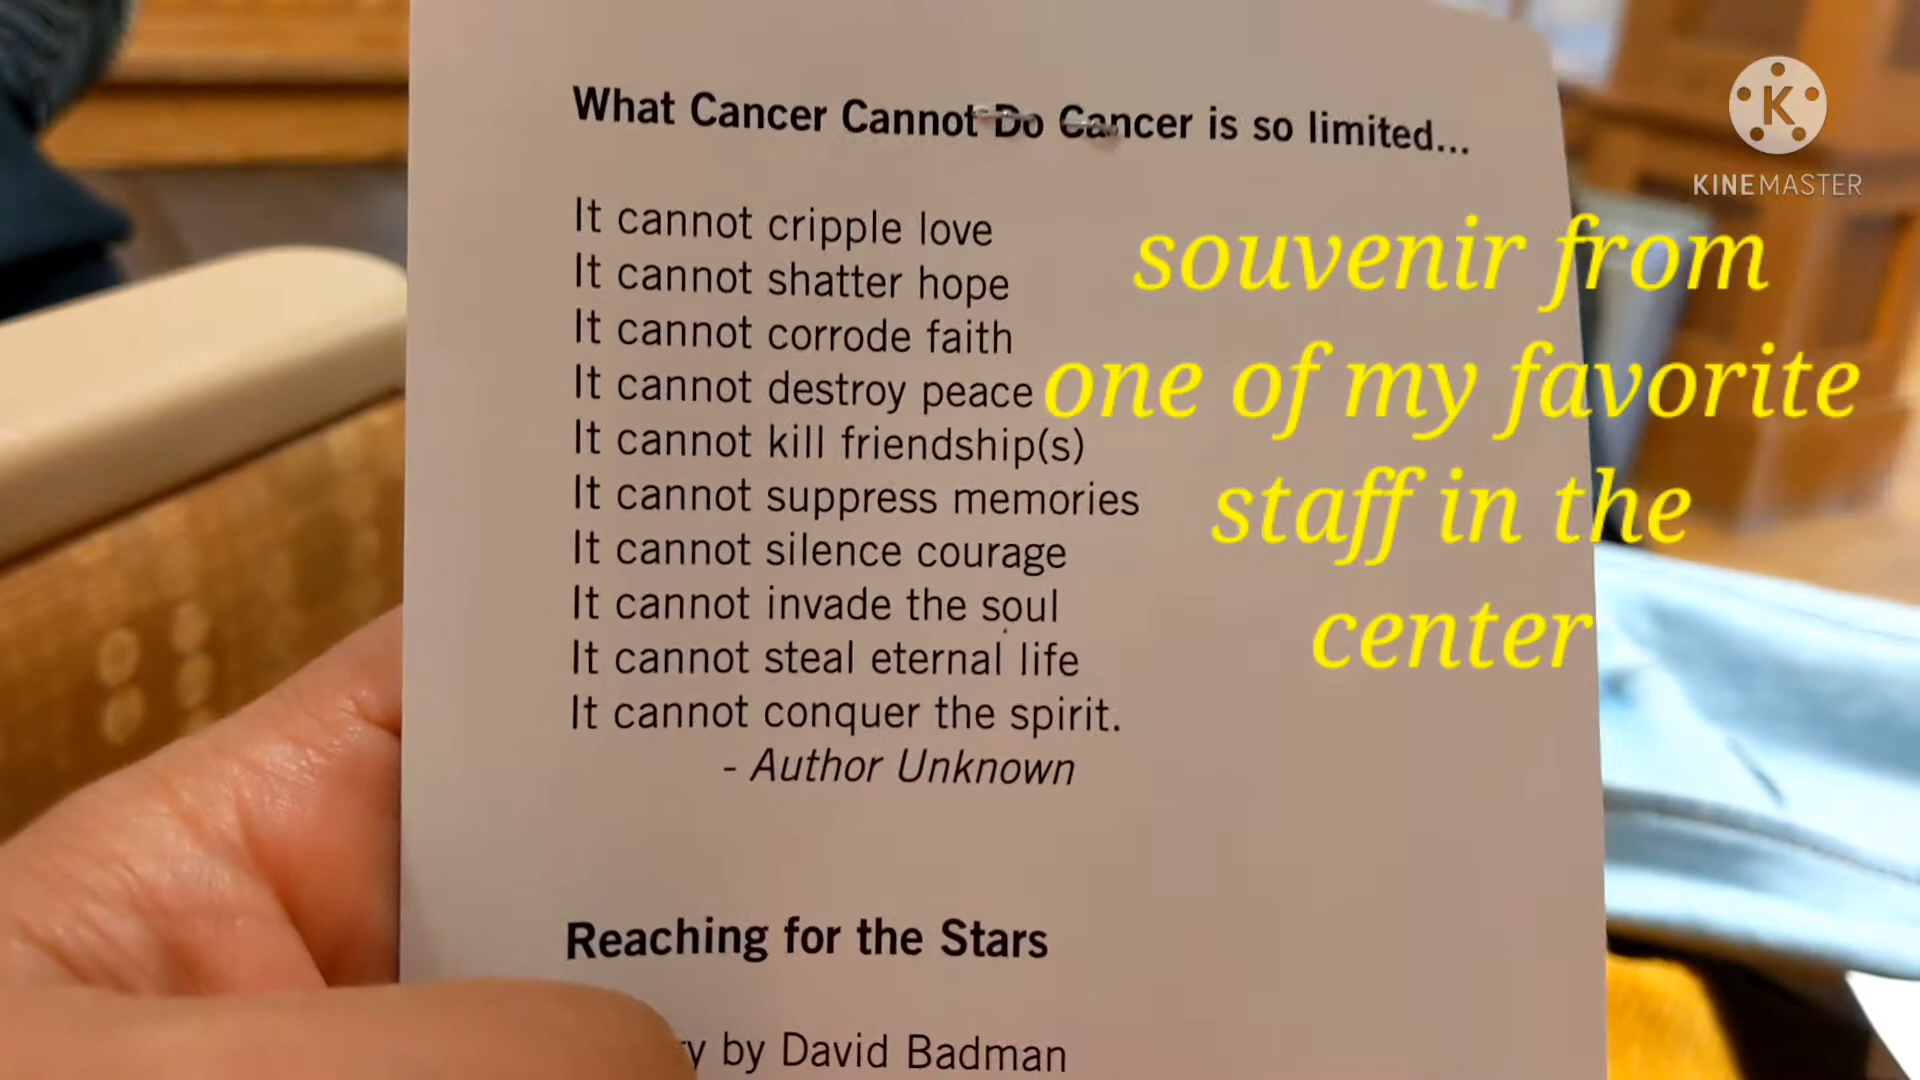 What Cancer Cannot Do Cancer is so limited...
It cannot cripple love
It cannot shatter hope
It cannot corrode faith
It cannot destroy peace
It cannot kill friendship(s)
It cannot suppress memories
It cannot silence courage
It cannot invade the soul
It cannot steal eternal life
It cannot conquer the spirit.
- Author Unknown
Reaching for the Stars
by David Badman
souvenir from
one of my favorite
staff in the
center
K
KINEMASTER